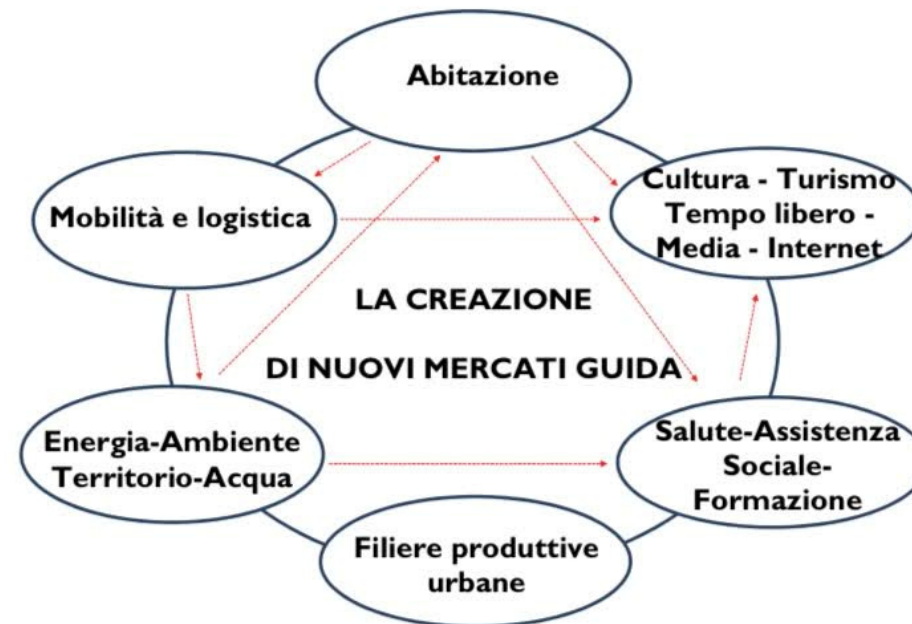 Abitazione
Mobilità e logistica
Cultura - Turismo
Tempo libero -
Media - Internet
LA CREAZIONE
DI NUOVI MERCATI GUIDA
Energia-Ambiente
Territorio-Acqua
Salute-Assistenza
Sociale-
Formazione
Filiere produttive
urbane